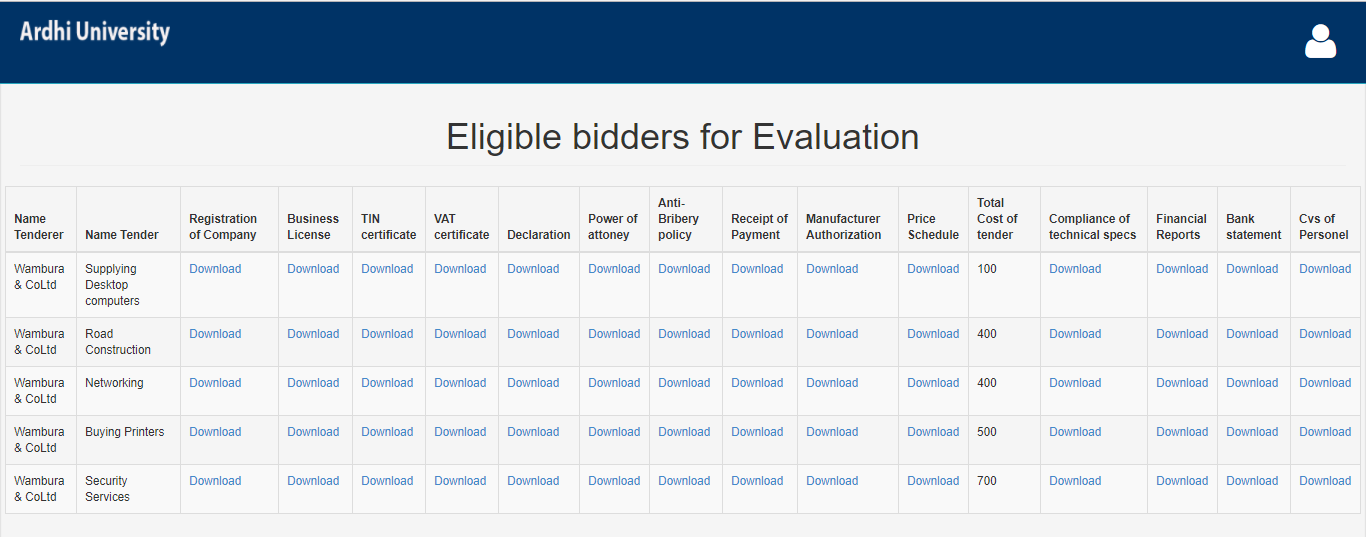 Ardhi University
Eligible bidders for Evaluation
Name Tenderer Name Tender Registration of Company Business License TIN certificate VAT certificate Declaration Power of attoney Anti-Bribery policy Receipt of Payment Manufacturer Authorization Price Schedule Total Cost of tender Compliance of technical specs Financial Reports Bank statement Cvs of Personel
Wambura & CoLtd Supplying Desktop computers Download Download Download Download Download Download Download Download Download Download 100 Download Download Download Download
Wambura & CoLtd Road Construction Download Download Download Download Download Download Download Download Download Download 400 Download Download Download Download
Wambura & CoLtd Networking Download Download Download Download Download Download Download Download Download Download 400 Download Download Download Download
Wambura & CoLtd Buying Printers Download Download Download Download Download Download Download Download Download Download 500 Download Download Download Download
Wambura & CoLtd Security Services Download Download Download Download Download Download Download Download Download Download 700 Download Download Download Download